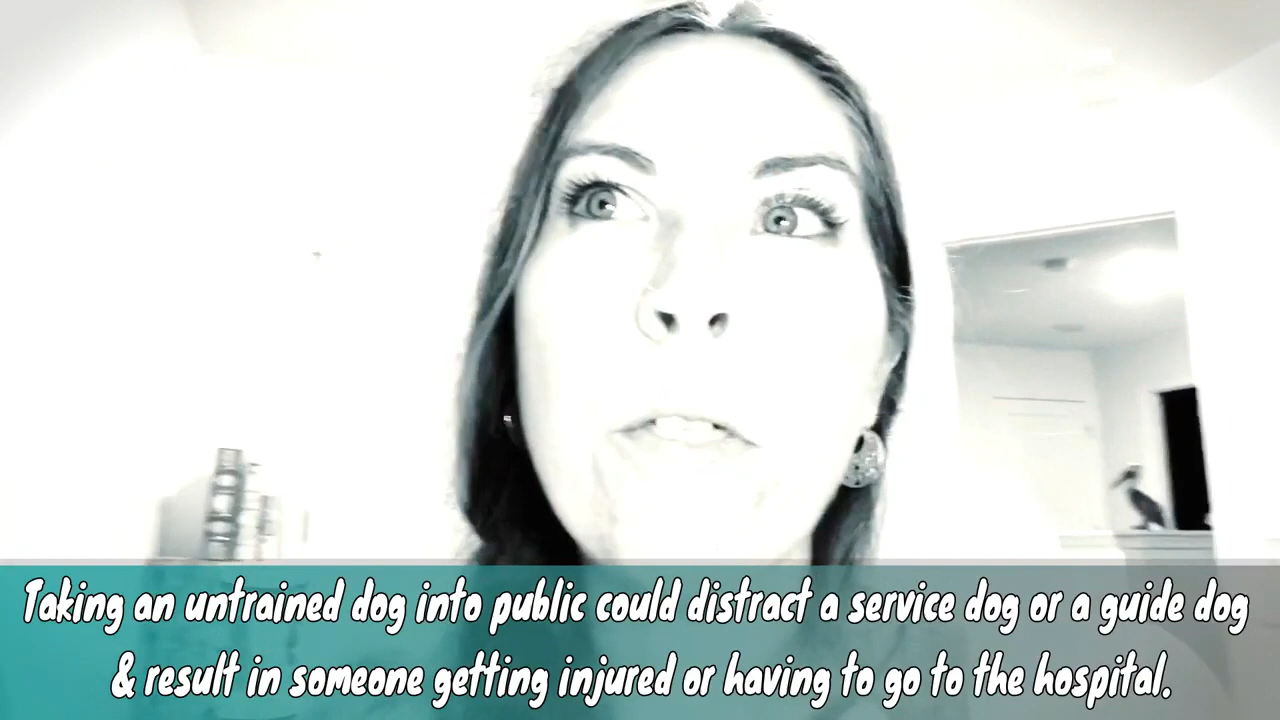 Taking an untrained dog into public could distract a service dog or a guide dog
& result in someone getting injured or having to go to the hospital.